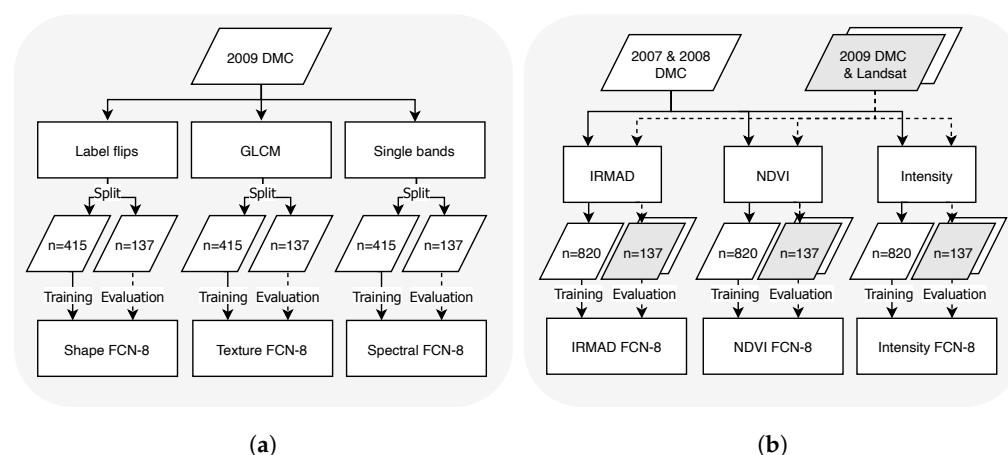 2009 DMC
Label flips
GLCM
Single bands
Split
Split
Split
n=415
n=137
n=415
n=137
n=415
n=137
Training
Evaluation
Training
Evaluation
Training
Evaluation
Shape FCN-8
Texture FCN-8
Spectral FCN-8
(a)
2007 & 2008
DMC
2009 DMC
& Landsat
IRMAD
NDVI
Intensity
n=820
n=137
n=820
n=137
n=820
n=137
Training
Evaluation
Training
Evaluation
Training
Evaluation
IRMAD FCN-8
NDVI FCN-8
Intensity FCN-8
(b)